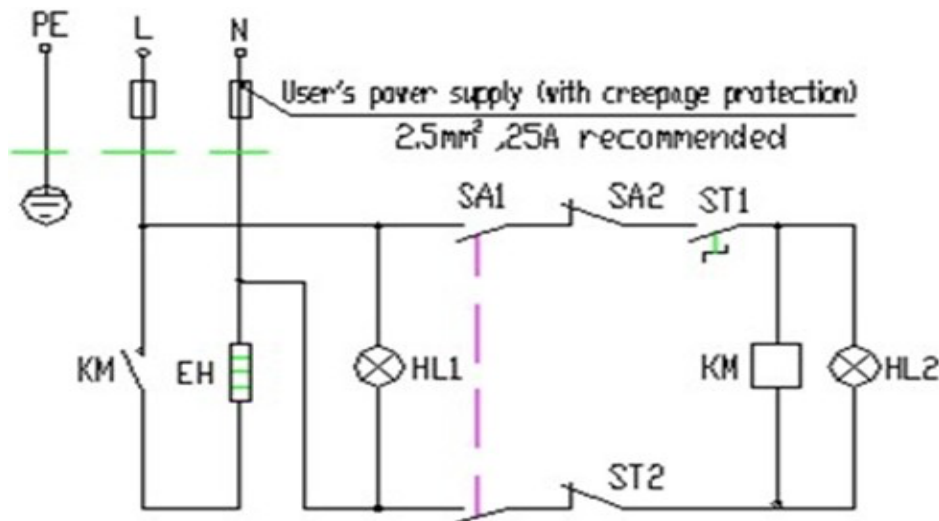 PE L N
User's power supply (with creepage protection)
2.5mm² ,25A recommended
SA1 SA2 ST1
KM EH HL1 KM HL2
ST2